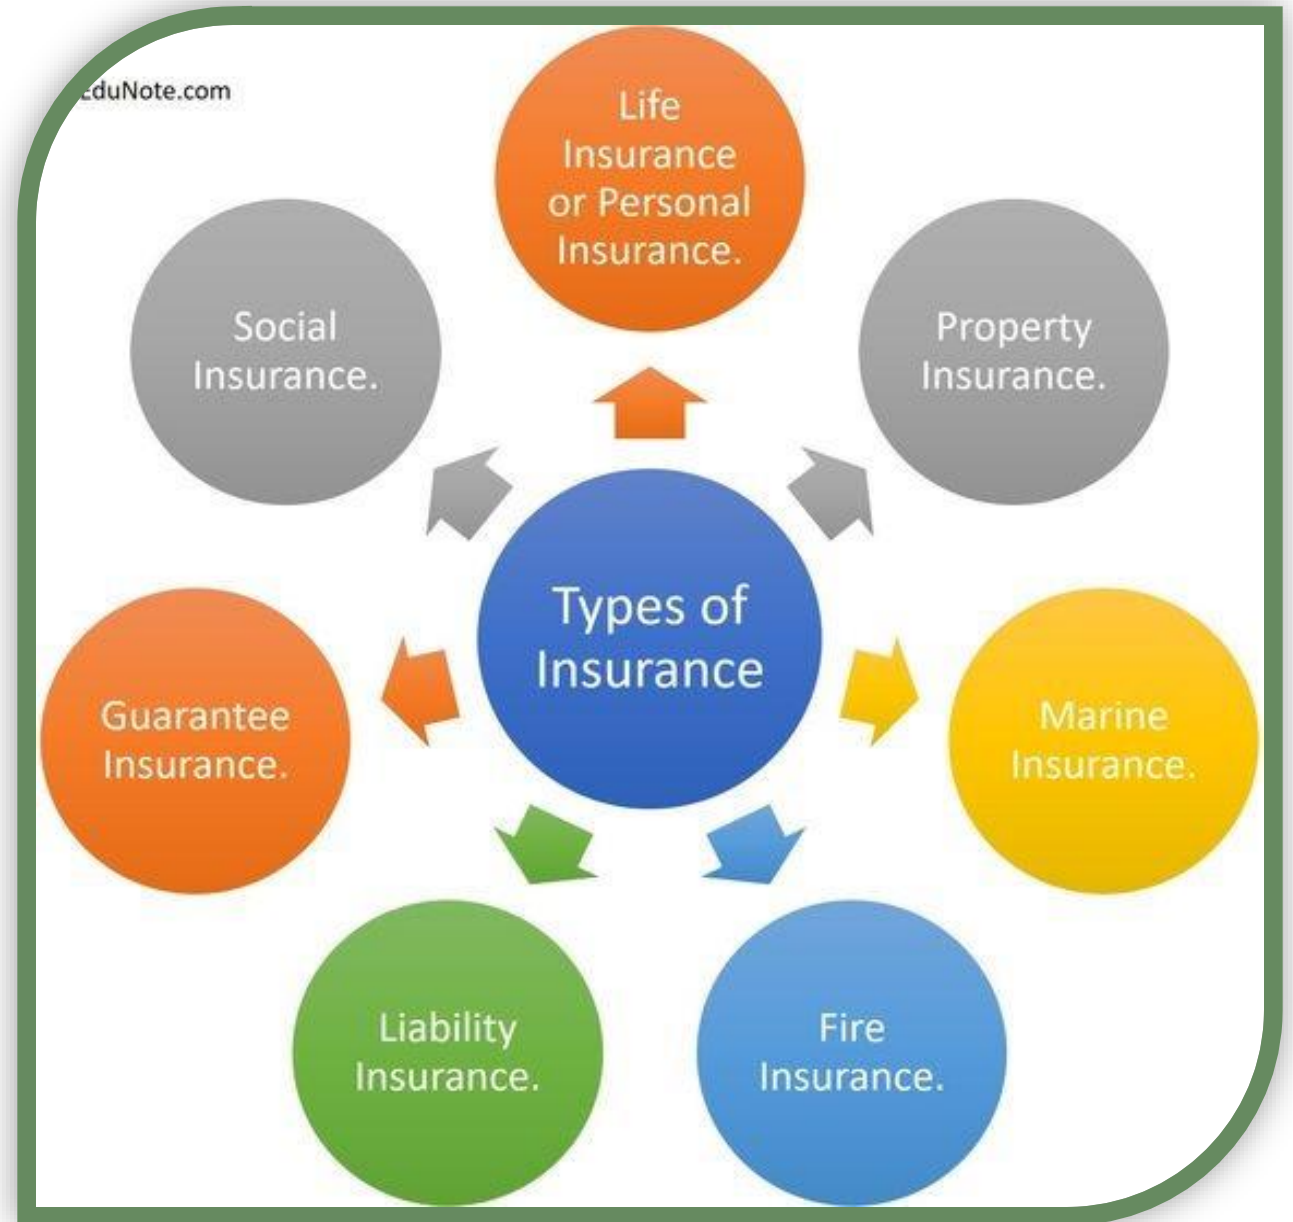 EduNote.com
Life
Insurance
or Personal
Insurance.
Property
Insurance.
Marine
Insurance.
Fire
Insurance.
Liability
Insurance.
Guarantee
Insurance.
Social
Insurance.
Types of
Insurance